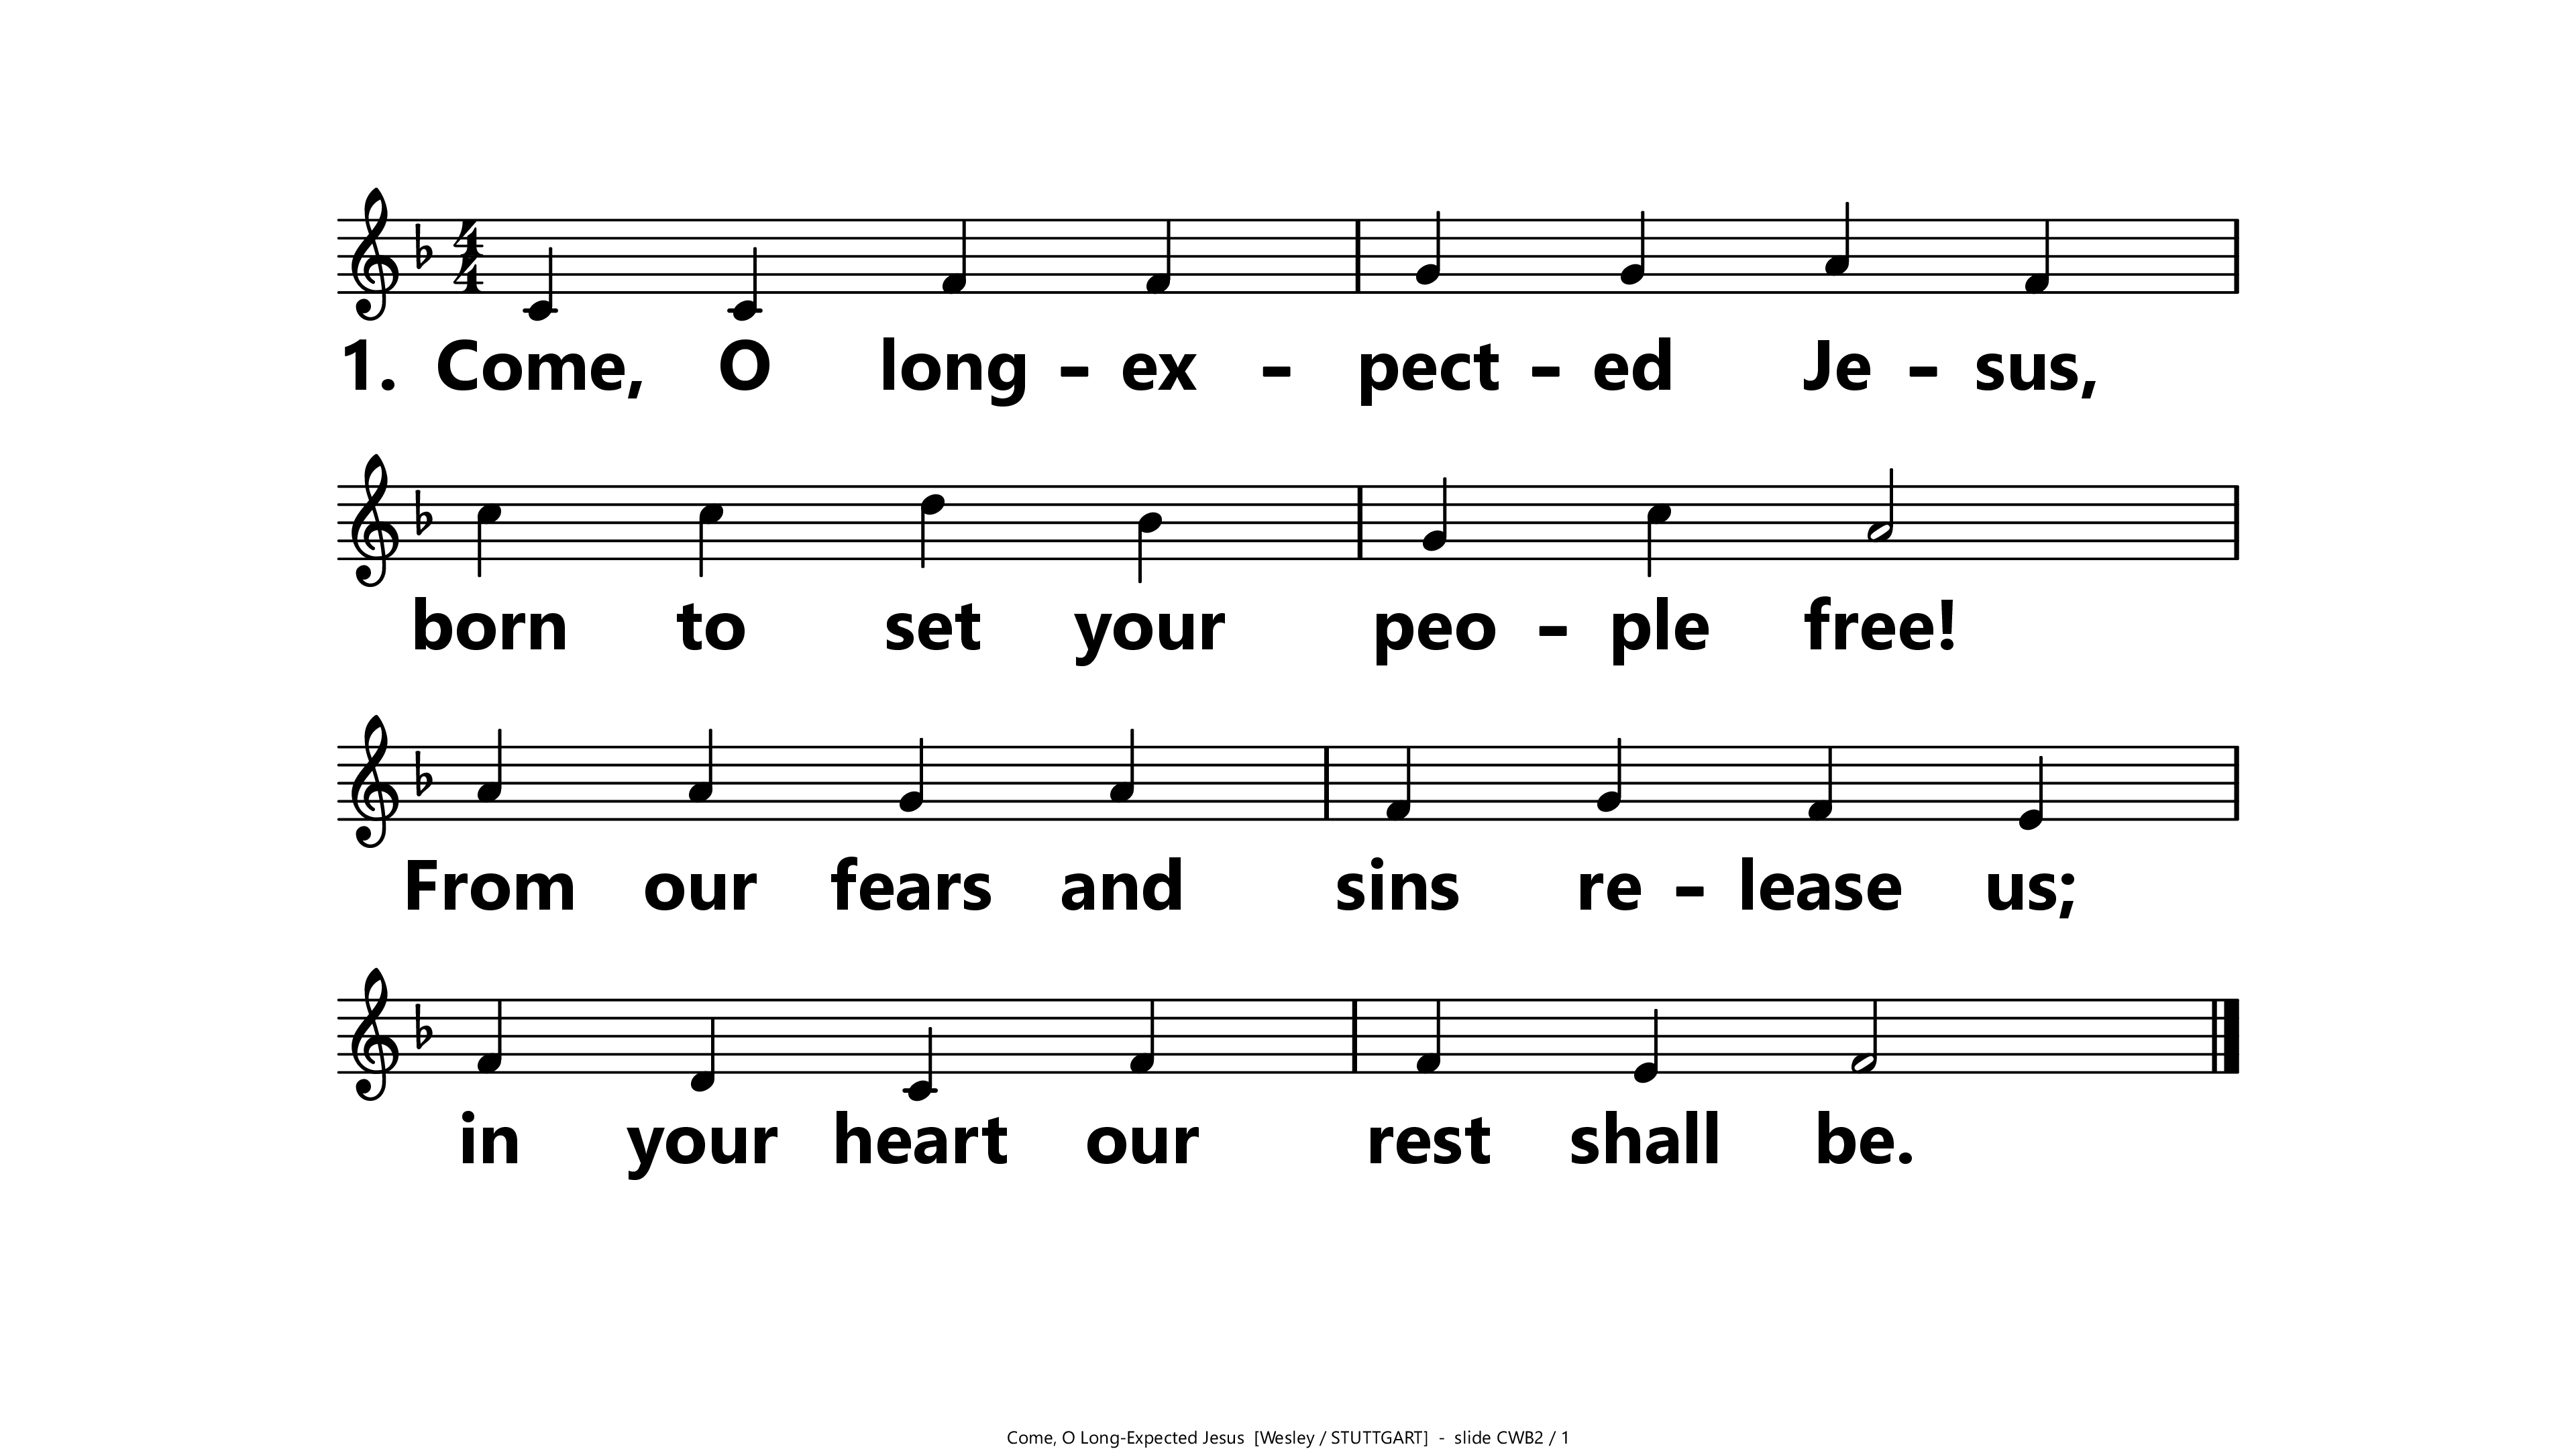 1. Come, O long - ex - pect - ed Je - sus,
born to set your peo - ple free!
From our fears and sins re - lease us;
in your heart our rest shall be.
Come, O Long-Expected Jesus [Wesley / STUTTGART] - slide CWB2 / 1